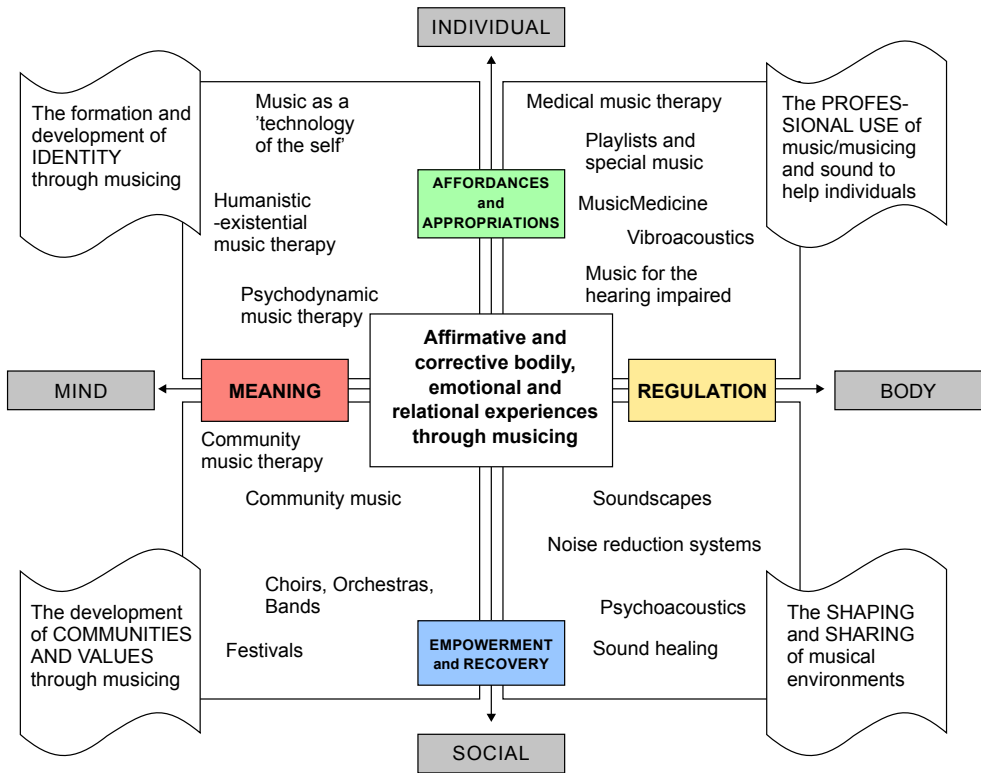 INDIVIDUAL
The formation and
development of
IDENTITY
through musicing
Music as a
’technology
of the self’
Humanistic
-existential
music therapy
Psychodynamic
music therapy
AFFORDANCES
and
APPROPRIATIONS
Medical music therapy
Playlists and
special music
MusicMedicine
Vibroacoustics
Music for the
hearing impaired
The PROFES-
SIONAL USE of
music/musicing
and sound to
help individuals
MIND
MEANING
Affirmative and
corrective bodily,
emotional and
relational experiences
through musicing
REGULATION
BODY
Community
music therapy
Community music
Choirs, Orchestras,
Bands
Festivals
The development
of COMMUNITIES
AND VALUES
through musicing
EMPOWERMENT
and RECOVERY
Soundscapes
Noise reduction systems
Psychoacoustics
Sound healing
The SHAPING
and SHARING
of musical
environments
SOCIAL